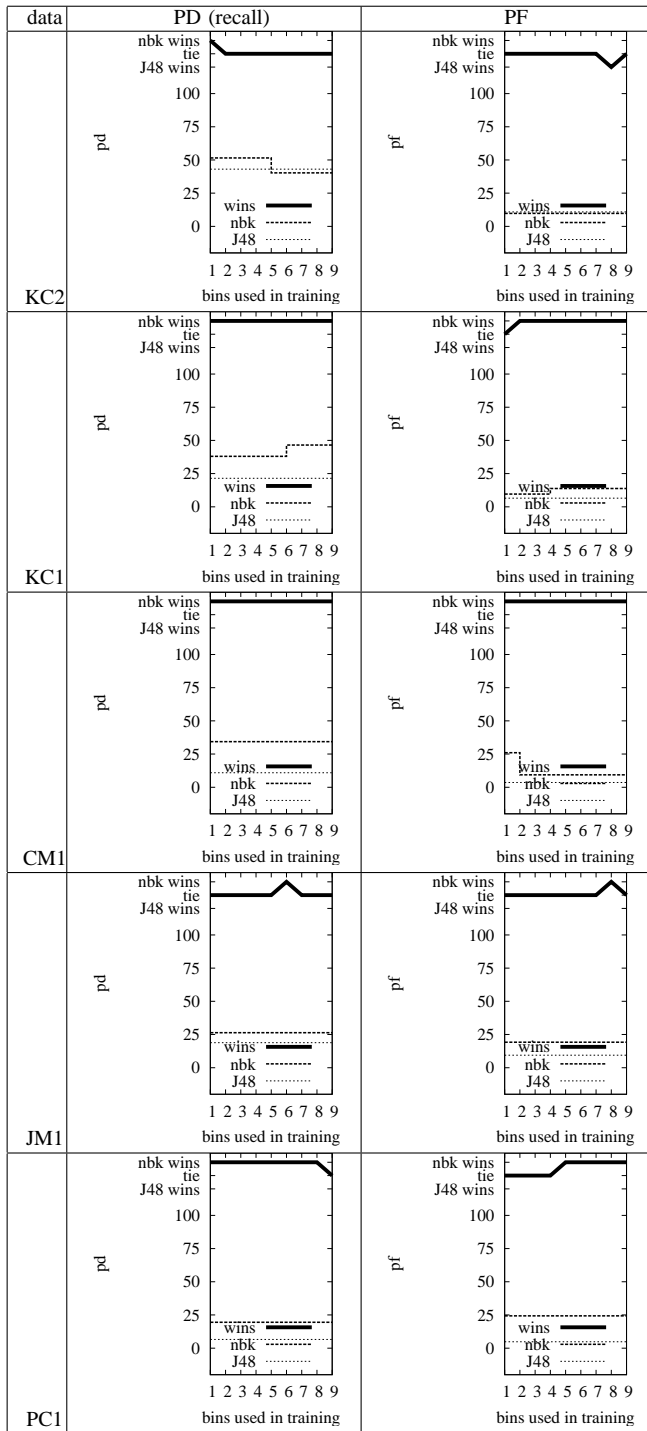 data PD (recall) PF
nbk wins
tie
J48 wins
100
75
50
25
0
pd
wins
nbk
J48
1 2 3 4 5 6 7 8 9
bins used in training
nbk wins
tie
J48 wins
100
75
50
25
0
pf
wins
nbk
J48
1 2 3 4 5 6 7 8 9
bins used in training
KC2
nbk wins
tie
J48 wins
100
75
50
25
0
pd
wins
nbk
J48
1 2 3 4 5 6 7 8 9
bins used in training
nbk wins
tie
J48 wins
100
75
50
25
0
pf
wins
nbk
J48
1 2 3 4 5 6 7 8 9
bins used in training
KC1
nbk wins
tie
J48 wins
100
75
50
25
0
pd
wins
nbk
J48
1 2 3 4 5 6 7 8 9
bins used in training
nbk wins
tie
J48 wins
100
75
50
25
0
pf
wins
nbk
J48
1 2 3 4 5 6 7 8 9
bins used in training
CM1
nbk wins
tie
J48 wins
100
75
50
25
0
pd
wins
nbk
J48
1 2 3 4 5 6 7 8 9
bins used in training
nbk wins
tie
J48 wins
100
75
50
25
0
pf
wins
nbk
J48
1 2 3 4 5 6 7 8 9
bins used in training
JM1
nbk wins
tie
J48 wins
100
75
50
25
0
pd
wins
nbk
J48
1 2 3 4 5 6 7 8 9
bins used in training
nbk wins
tie
J48 wins
100
75
50
25
0
pf
wins
nbk
J48
1 2 3 4 5 6 7 8 9
bins used in training
PC1